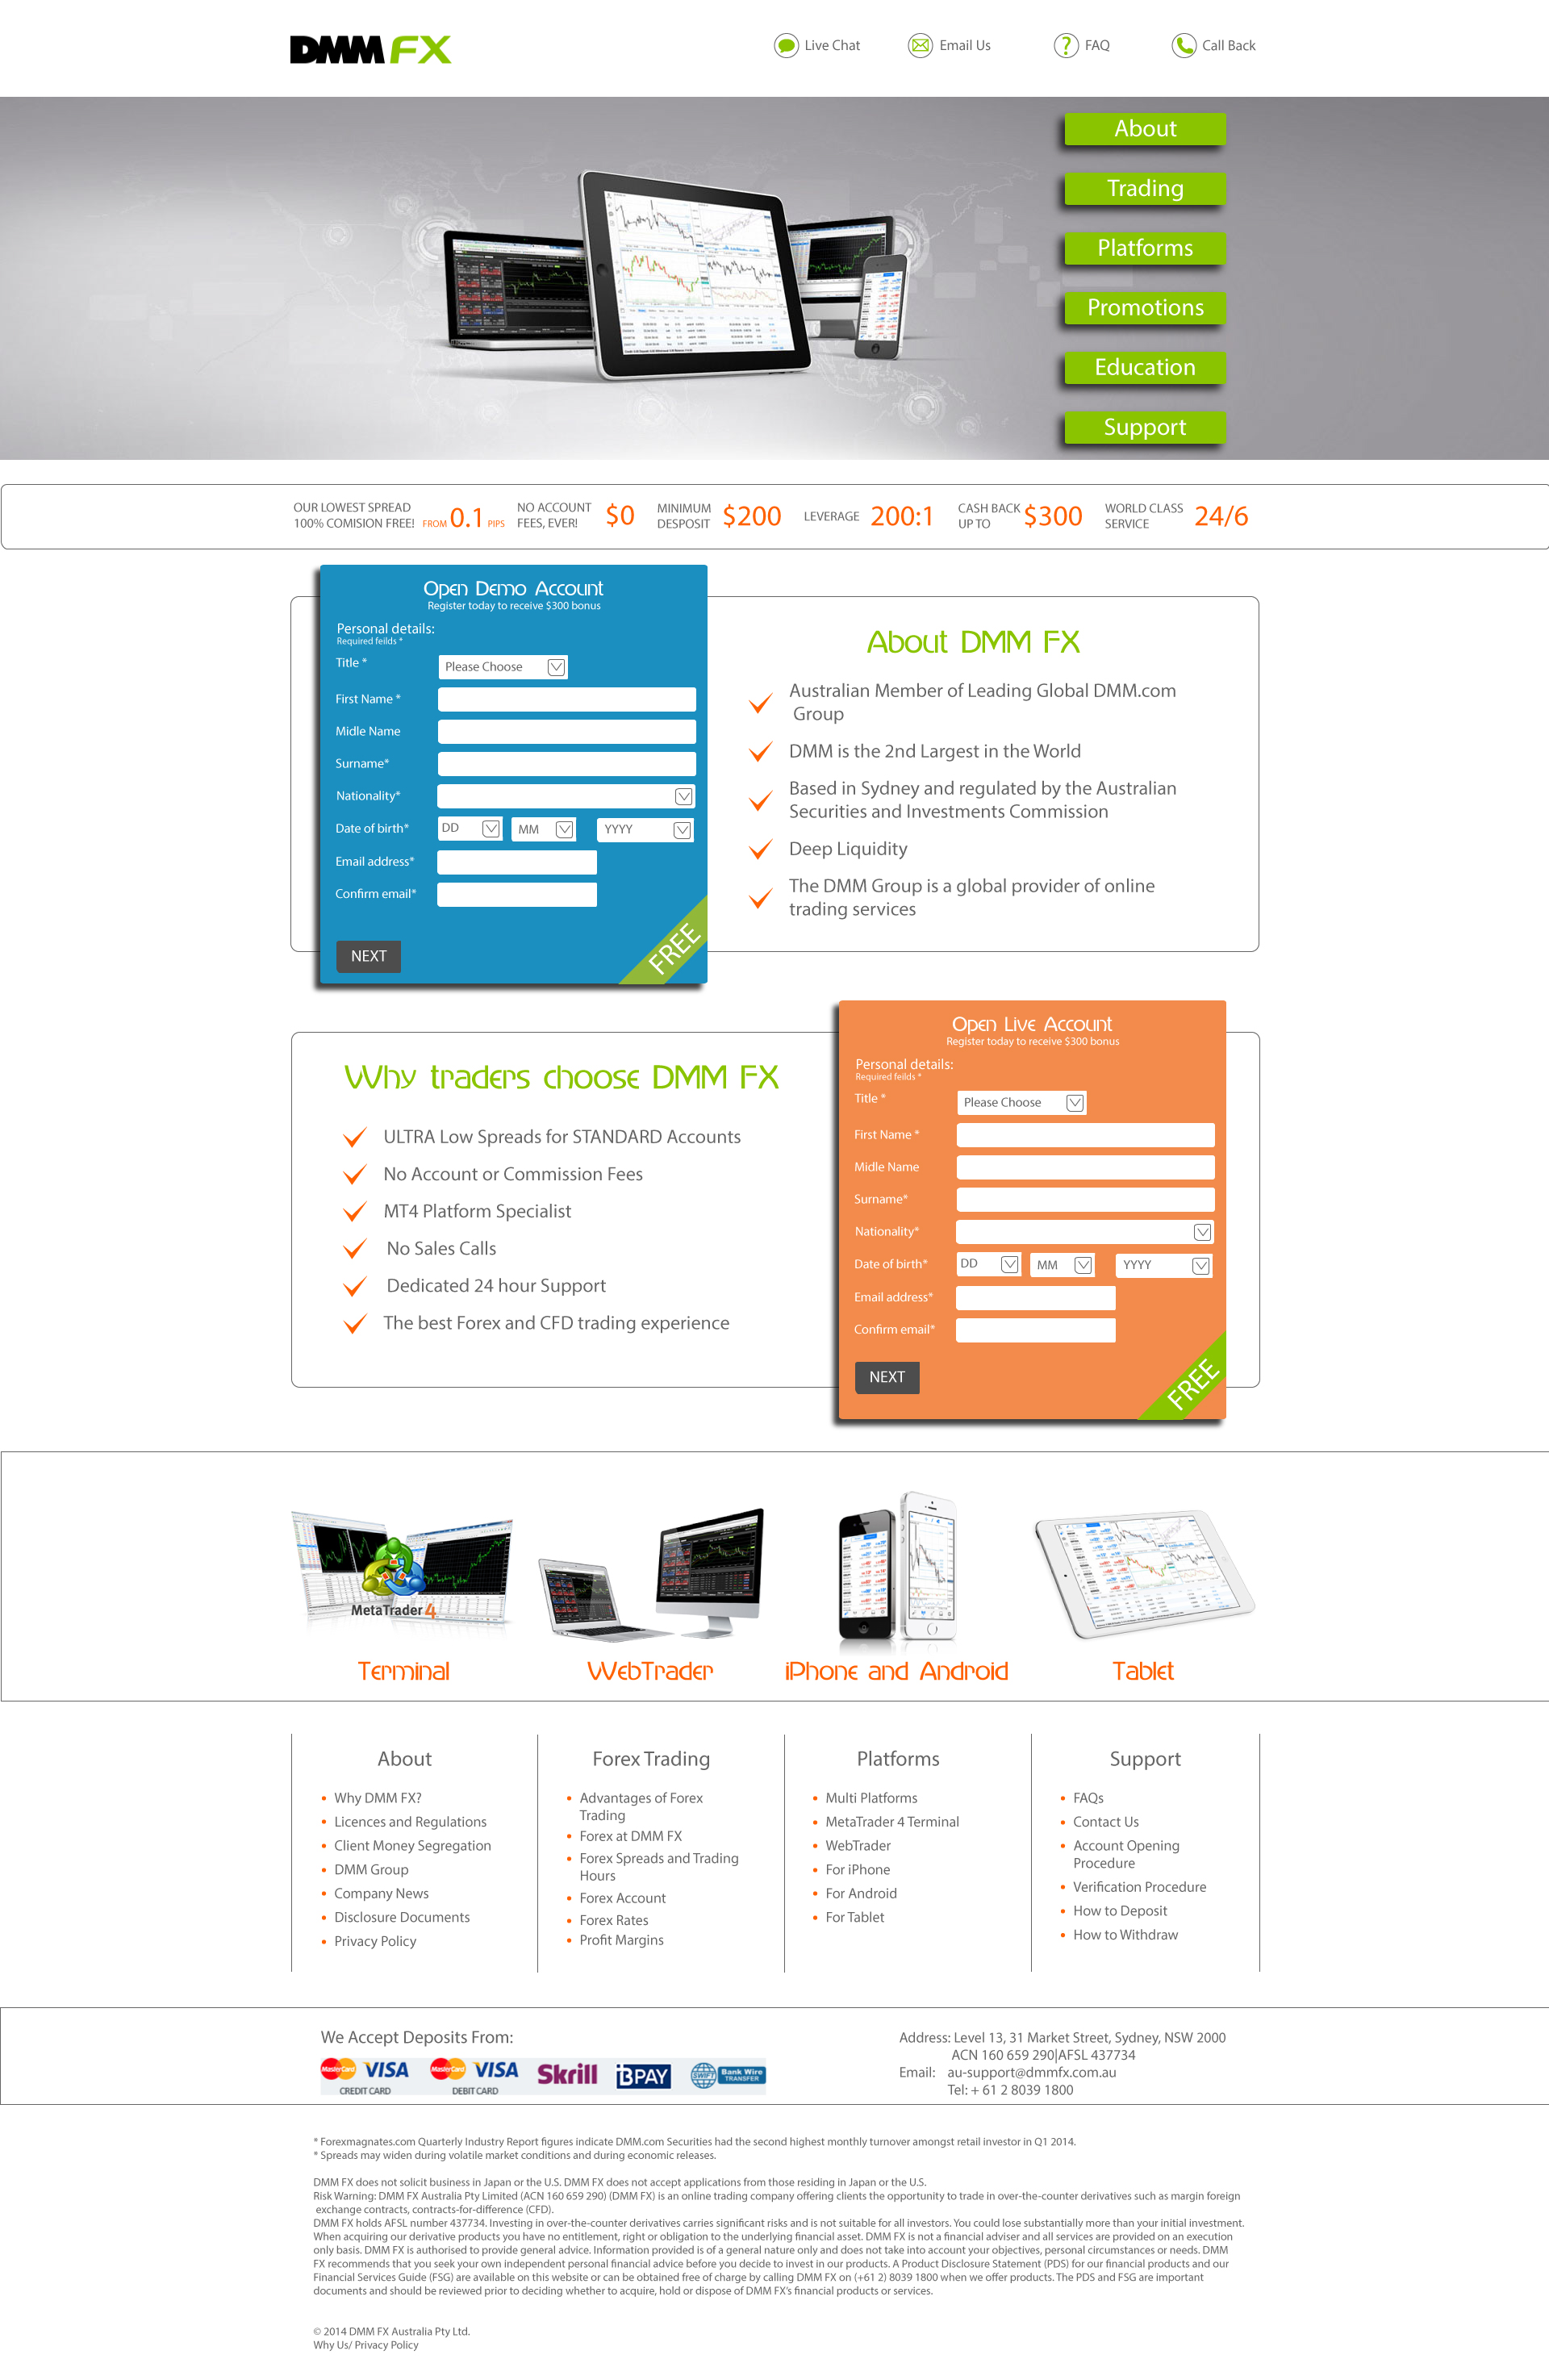 DMM FX
Live Chat
Email Us
FAQ
Call Back
About
Trading
Platforms
Promotions
Education
Support
OUR LOWEST SPREAD
100% COMISION FREE! FROM 0.1 PIPS
NO ACCOUNT
FEES, EVER! $0
MINIMUM
DESPOSIT $200
LEVERAGE 200:1
CASH BACK
UP TO $300
WORLD CLASS
SERVICE 24/6
Open Demo Account
Register today to receive $300 bonus
Personal details:
Required feilds *
Title *
Please Choose
First Name *
Midle Name
Surname*
Nationality*
Date of birth*
DD
MM
YYYY
Email address*
Confirm email*
NEXT
FREE
About DMM FX
Australian Member of Leading Global DMM.com
Group
DMM is the 2nd Largest in the World
Based in Sydney and regulated by the Australian
Securities and Investments Commission
Deep Liquidity
The DMM Group is a global provider of online
trading services
Why traders choose DMM FX
ULTRA Low Spreads for STANDARD Accounts
No Account or Commission Fees
MT4 Platform Specialist
No Sales Calls
Dedicated 24 hour Support
The best Forex and CFD trading experience
Open Live Account
Register today to receive $300 bonus
Personal details:
Required feilds *
Title *
Please Choose
First Name *
Midle Name
Surname*
Nationality*
Date of birth*
DD
MM
YYYY
Email address*
Confirm email*
NEXT
FREE
MetaTrader 4
Terminal
WebTrader
iPhone and Android
Tablet
About
Why DMM FX?
Licences and Regulations
Client Money Segregation
DMM Group
Company News
Disclosure Documents
Privacy Policy
Forex Trading
Advantages of Forex
Trading
Forex at DMM FX
Forex Spreads and Trading
Hours
Forex Account
Forex Rates
Profit Margins
Platforms
Multi Platforms
MetaTrader 4 Terminal
WebTrader
For iPhone
For Android
For Tablet
Support
FAQs
Contact Us
Account Opening
Procedure
Verification Procedure
How to Deposit
How to Withdraw
We Accept Deposits From:
MasterCard VISA
CREDIT CARD
MasterCard VISA
DEBIT CARD
Skrill
BPAY
SWIFT Bank Wire
TRANSFER
Address: Level 13, 31 Market Street, Sydney, NSW 2000
ACN 160 659 290|AFSL 437734
Email: au-support@dmmfx.com.au
Tel: + 61 2 8039 1800
* Forexmagnates.com Quarterly Industry Report figures indicate DMM.com Securities had the second highest monthly turnover amongst retail investor in Q1 2014.
* Spreads may widen during volatile market conditions and during economic releases.
DMM FX does not solicit business in Japan or the U.S. DMM FX does not accept applications from those residing in Japan or the U.S.
Risk Warning: DMM FX Australia Pty Limited (ACN 160 659 290) (DMM FX) is an online trading company offering clients the opportunity to trade in over-the-counter derivatives such as margin foreign
exchange contracts, contracts-for-difference (CFD).
DMM FX holds AFSL number 437734. Investing in over-the-counter derivatives carries significant risks and is not suitable for all investors. You could lose substantially more than your initial investment.
When acquiring our derivative products you have no entitlement, right or obligation to the underlying financial asset. DMM FX is not a financial adviser and all services are provided on an execution
only basis. DMM FX is authorised to provide general advice. Information provided is of a general nature only and does not take into account your objectives, personal circumstances or needs. DMM
FX recommends that you seek your own independent personal financial advice before you decide to invest in our products. A Product Disclosure Statement (PDS) for our financial products and our
Financial Services Guide (FSG) are available on this website or can be obtained free of charge by calling DMM FX on (+61 2) 8039 1800 when we offer products. The PDS and FSG are important
documents and should be reviewed prior to deciding whether to acquire, hold or dispose of DMM FX's financial products or services.
© 2014 DMM FX Australia Pty Ltd.
Why Us/ Privacy Policy